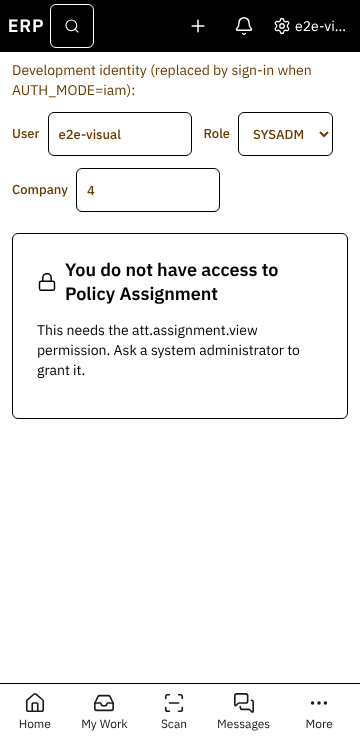 ERP
e2e-vi...
Development identity (replaced by sign-in when
AUTH_MODE=iam):
User e2e-visual Role SYSADM
Company 4
You do not have access to
Policy Assignment
This needs the att.assignment.view
permission. Ask a system administrator to
grant it.
Home My Work Scan Messages More